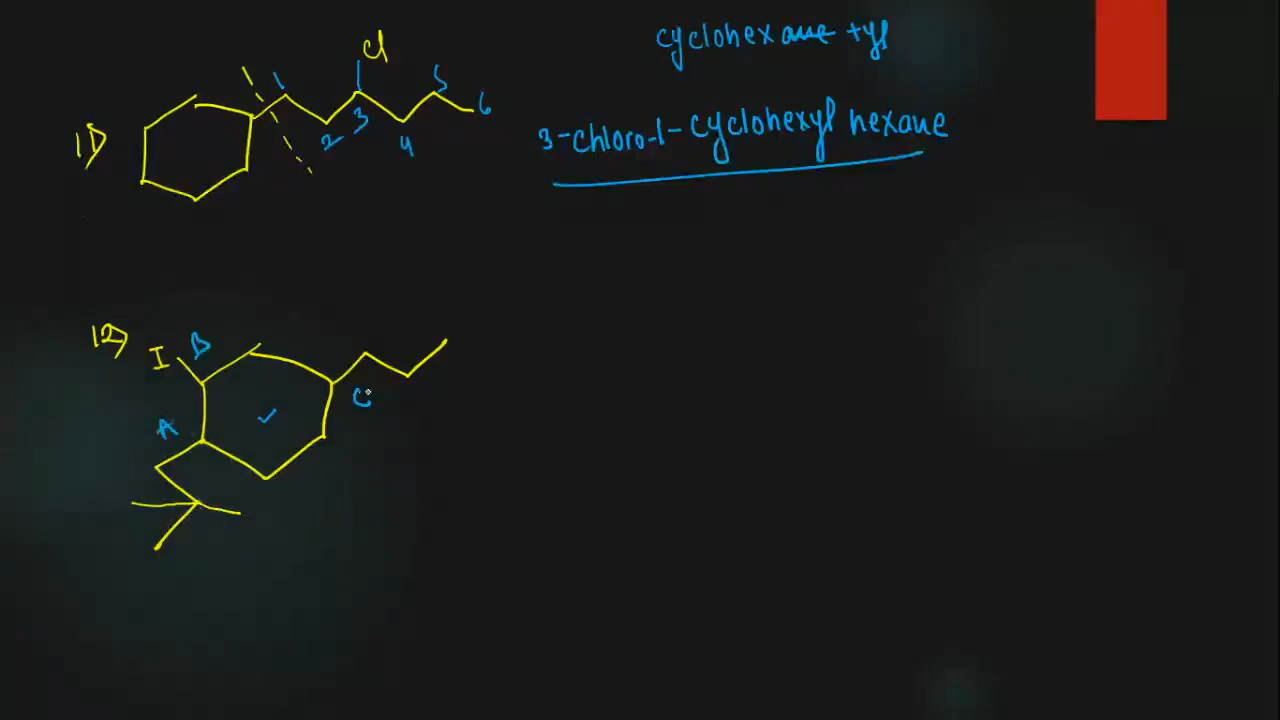 cyclohexane +yl
11)
Cl
1 2 3 4 5 6
3-chloro-1-cyclohexyl hexane
12)
I B
A
C